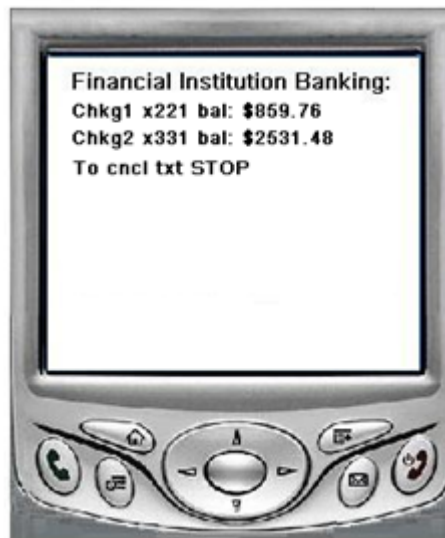 Financial Institution Banking:
Chkg1 x221 bal: $859.76
Chkg2 x331 bal: $2531.48
To cncl txt STOP